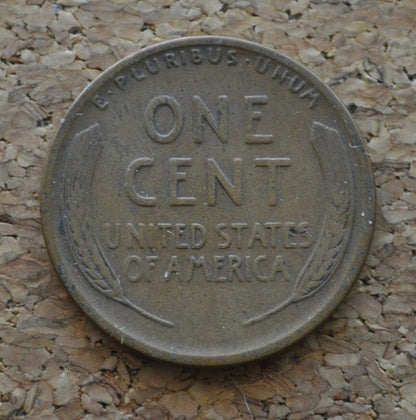 E·PLURIBUS·UNUM
ONE
CENT
UNITED STATES
OF AMERICA